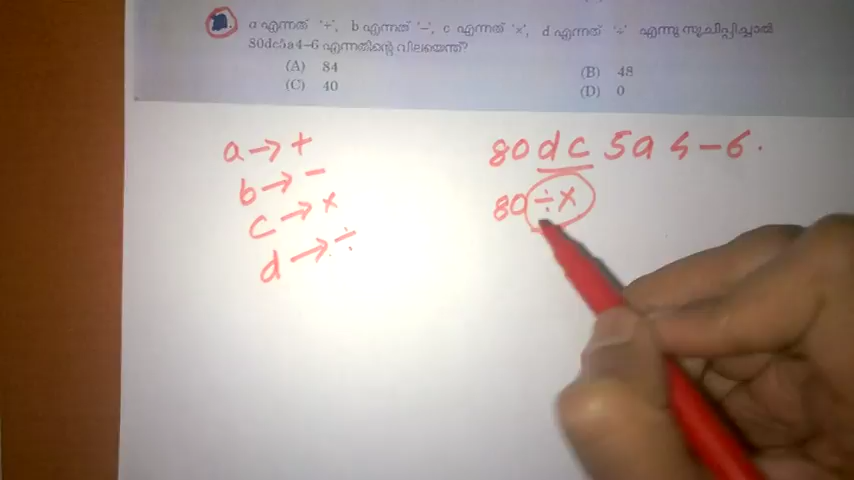 a എന്നത് '+', b എന്നത് '−', c എന്നത് '×', d എന്നത് '÷' എന്നു സൂചിപ്പിച്ചാൽ
80dc5a4−6 എന്നതിന്റെ വിലയെന്ത്?
(A) 84
(B) 48
(C) 40
(D) 0
a → +
b → −
c → ×
d → ÷
80 d c 5 a 4 − 6.
80 ÷ ×